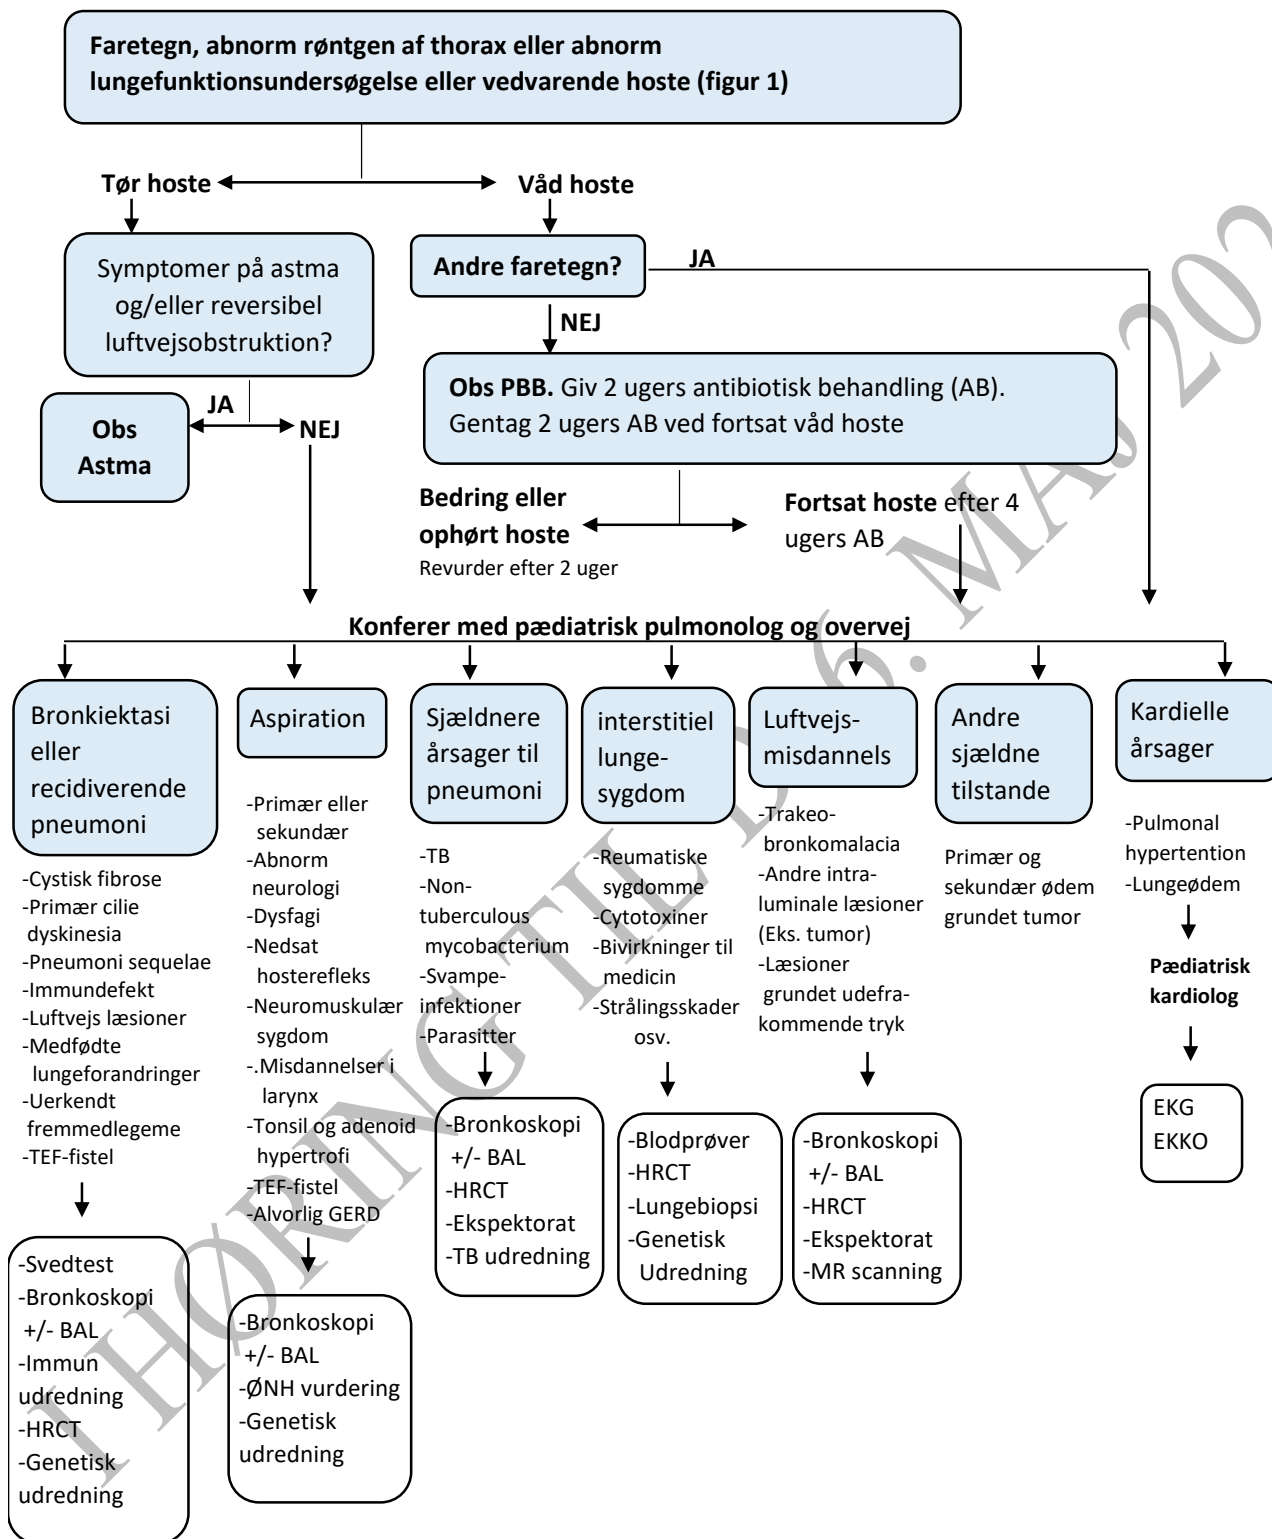 Faretegn, abnorm røntgen af thorax eller abnorm
lungefunktionsundersøgelse eller vedvarende hoste (figur 1)
Tør hoste
Våd hoste
Symptomer på astma
og/eller reversibel
luftvejsobstruktion?
Andre faretegn?
JA
NEJ
Obs PBB. Giv 2 ugers antibiotisk behandling (AB).
Gentag 2 ugers AB ved fortsat våd hoste
JA
NEJ
Obs
Astma
Bedring eller
ophørt hoste
Revurder efter 2 uger
Fortsat hoste efter 4
ugers AB
Konferer med pædiatrisk pulmonolog og overvej
Bronkiektasi
eller
recidiverende
pneumoni
-Cystisk fibrose
-Primær cilie
dyskinesia
-Pneumoni sequelae
-Immundefekt
-Luftvejs læsioner
-Medfødte
lungeforandringer
-Uerkendt
fremmedlegeme
-TEF-fistel
-Svedtest
-Bronkoskopi
+/- BAL
-Immun
udredning
-HRCT
-Genetisk
udredning
Aspiration
-Primær eller
sekundær
-Abnorm
neurologi
-Dysfagi
-Nedsat
hosterefleks
-Neuromuskulær
sygdom
-.Misdannelser i
larynx
-Tonsil og adenoid
hypertrofi
-TEF-fistel
-Alvorlig GERD
-Bronkoskopi
+/- BAL
-ØNH vurdering
-Genetisk
udredning
Sjældnere
årsager til
pneumoni
-TB
-Non-
tuberculous
mycobacterium
-Svampe-
infektioner
-Parasitter
-Bronkoskopi
+/- BAL
-HRCT
-Ekspektorat
-TB udredning
interstitiel
lunge-
sygdom
-Reumatiske
sygdomme
-Cytotoxiner
-Bivirkninger til
medicin
-Strålingsskader
osv.
-Blodprøver
-HRCT
-Lungebiopsi
-Genetisk
Udredning
Luftvejs-
misdannels
-Trakeo-
bronkomalacia
-Andre intra-
luminale læsioner
(Eks. tumor)
-Læsioner
grundet udefra-
kommende tryk
-Bronkoskopi
+/- BAL
-HRCT
-Ekspektorat
-MR scanning
Andre
sjældne
tilstande
Primær og
sekundær ødem
grundet tumor
Kardielle
årsager
-Pulmonal
hypertention
-Lungeødem
Pædiatrisk
kardiolog
EKG
EKKO
I HØRING TIL D. 6. MAJ 202